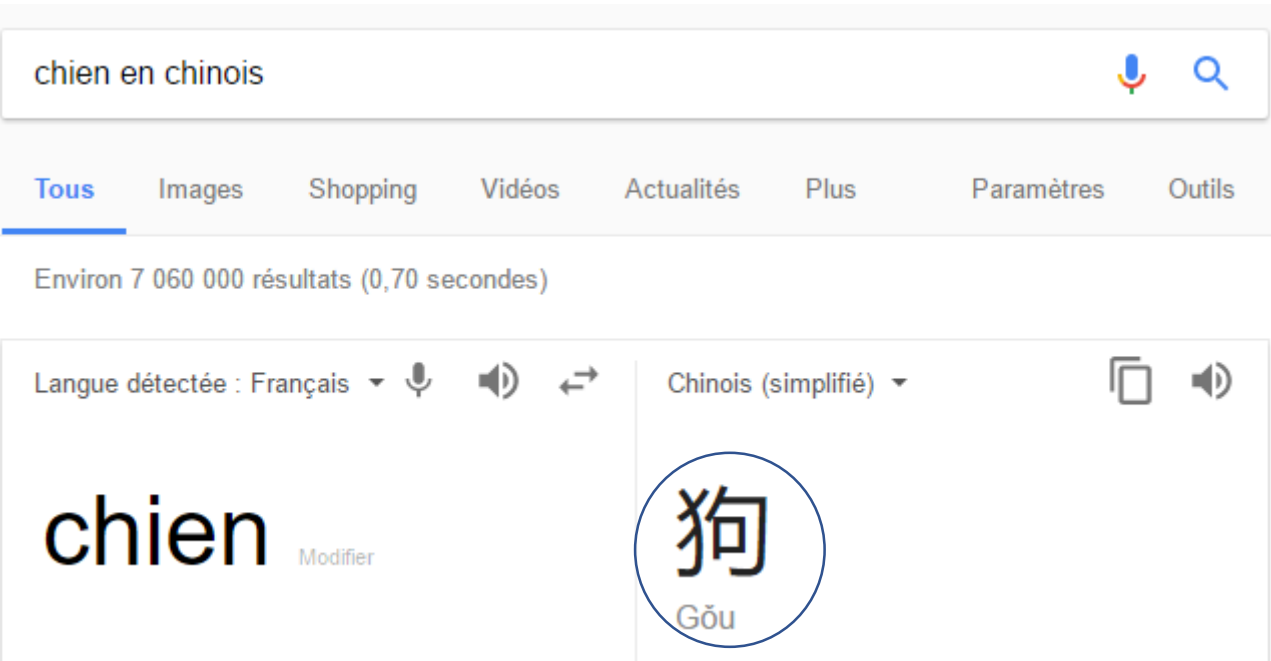 chien en chinois
Tous Images Shopping Vidéos Actualités Plus Paramètres Outils
Environ 7 060 000 résultats (0,70 secondes)
Langue détectée : Français Chinois (simplifié)
chien Modifier 狗
Gǒu